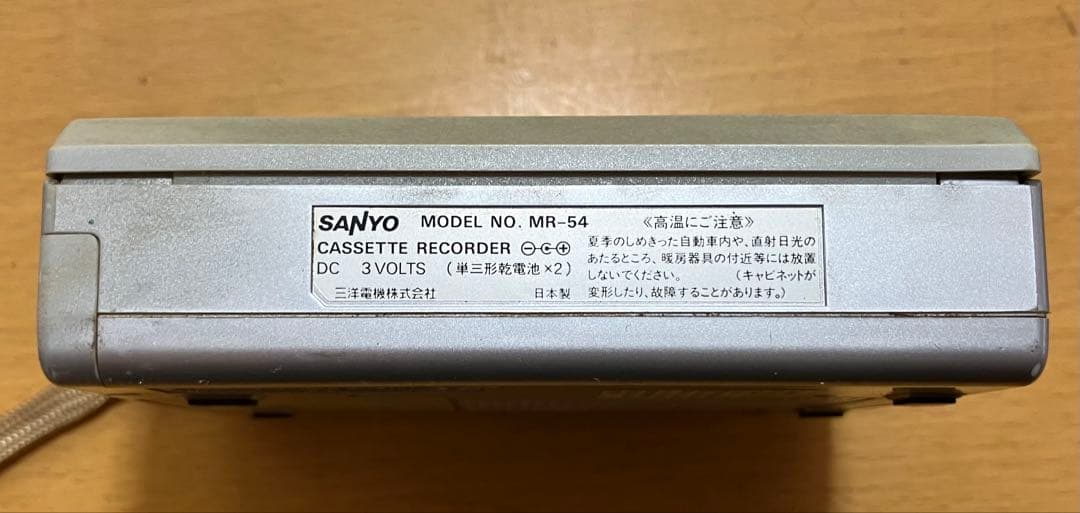 SANYO MODEL NO. MR-54
CASSETTE RECORDER
DC 3 VOLTS (単三形乾電池×2)
三洋電機株式会社 日本製
《高温にご注意》
夏季のしめきった自動車内や、直射日光の
あたるところ、暖房器具の付近等には放置
しないでください。 (キャビネットが
変形したり、故障することがあります。)